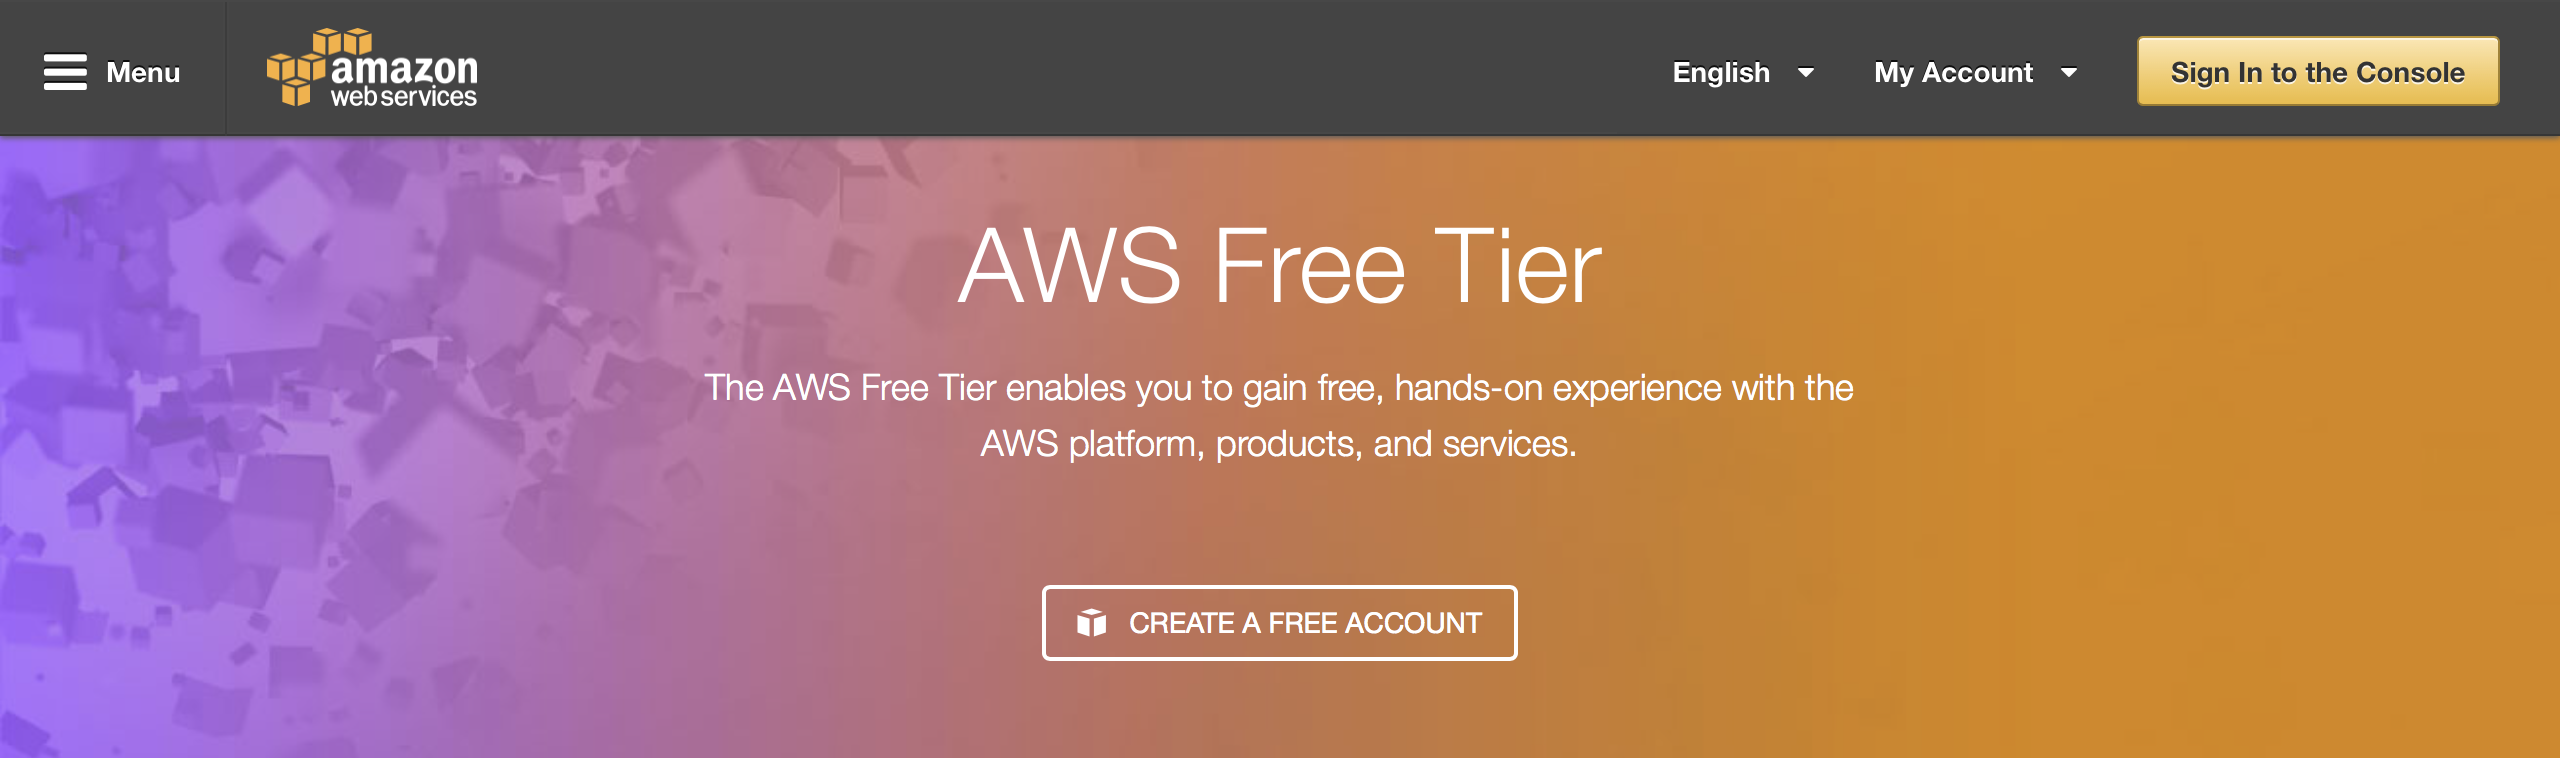 Menu
amazon
web services
English
My Account
Sign In to the Console
AWS Free Tier
The AWS Free Tier enables you to gain free, hands-on experience with the
AWS platform, products, and services.
CREATE A FREE ACCOUNT